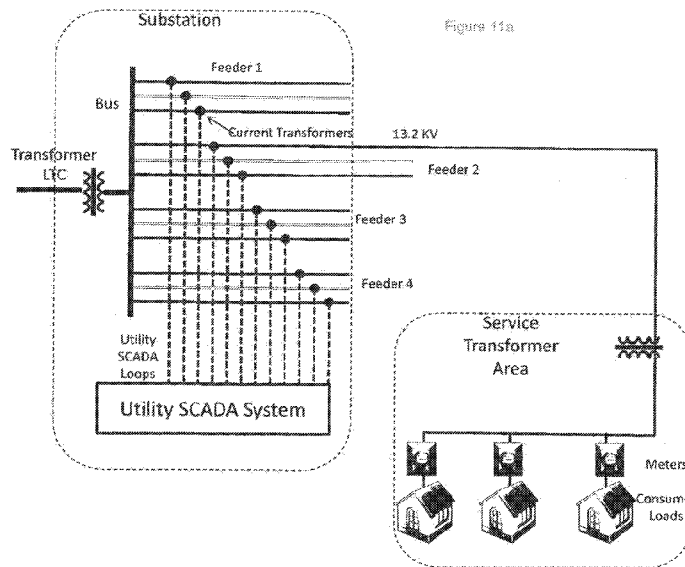 Substation
Figure 11a
Feeder 1
Bus
Current Transformers
13.2 KV
Transformer
LTC
Feeder 2
Feeder 3
Feeder 4
Utility
SCADA
Loops
Utility SCADA System
Service
Transformer
Area
Meters
Consum
Loads